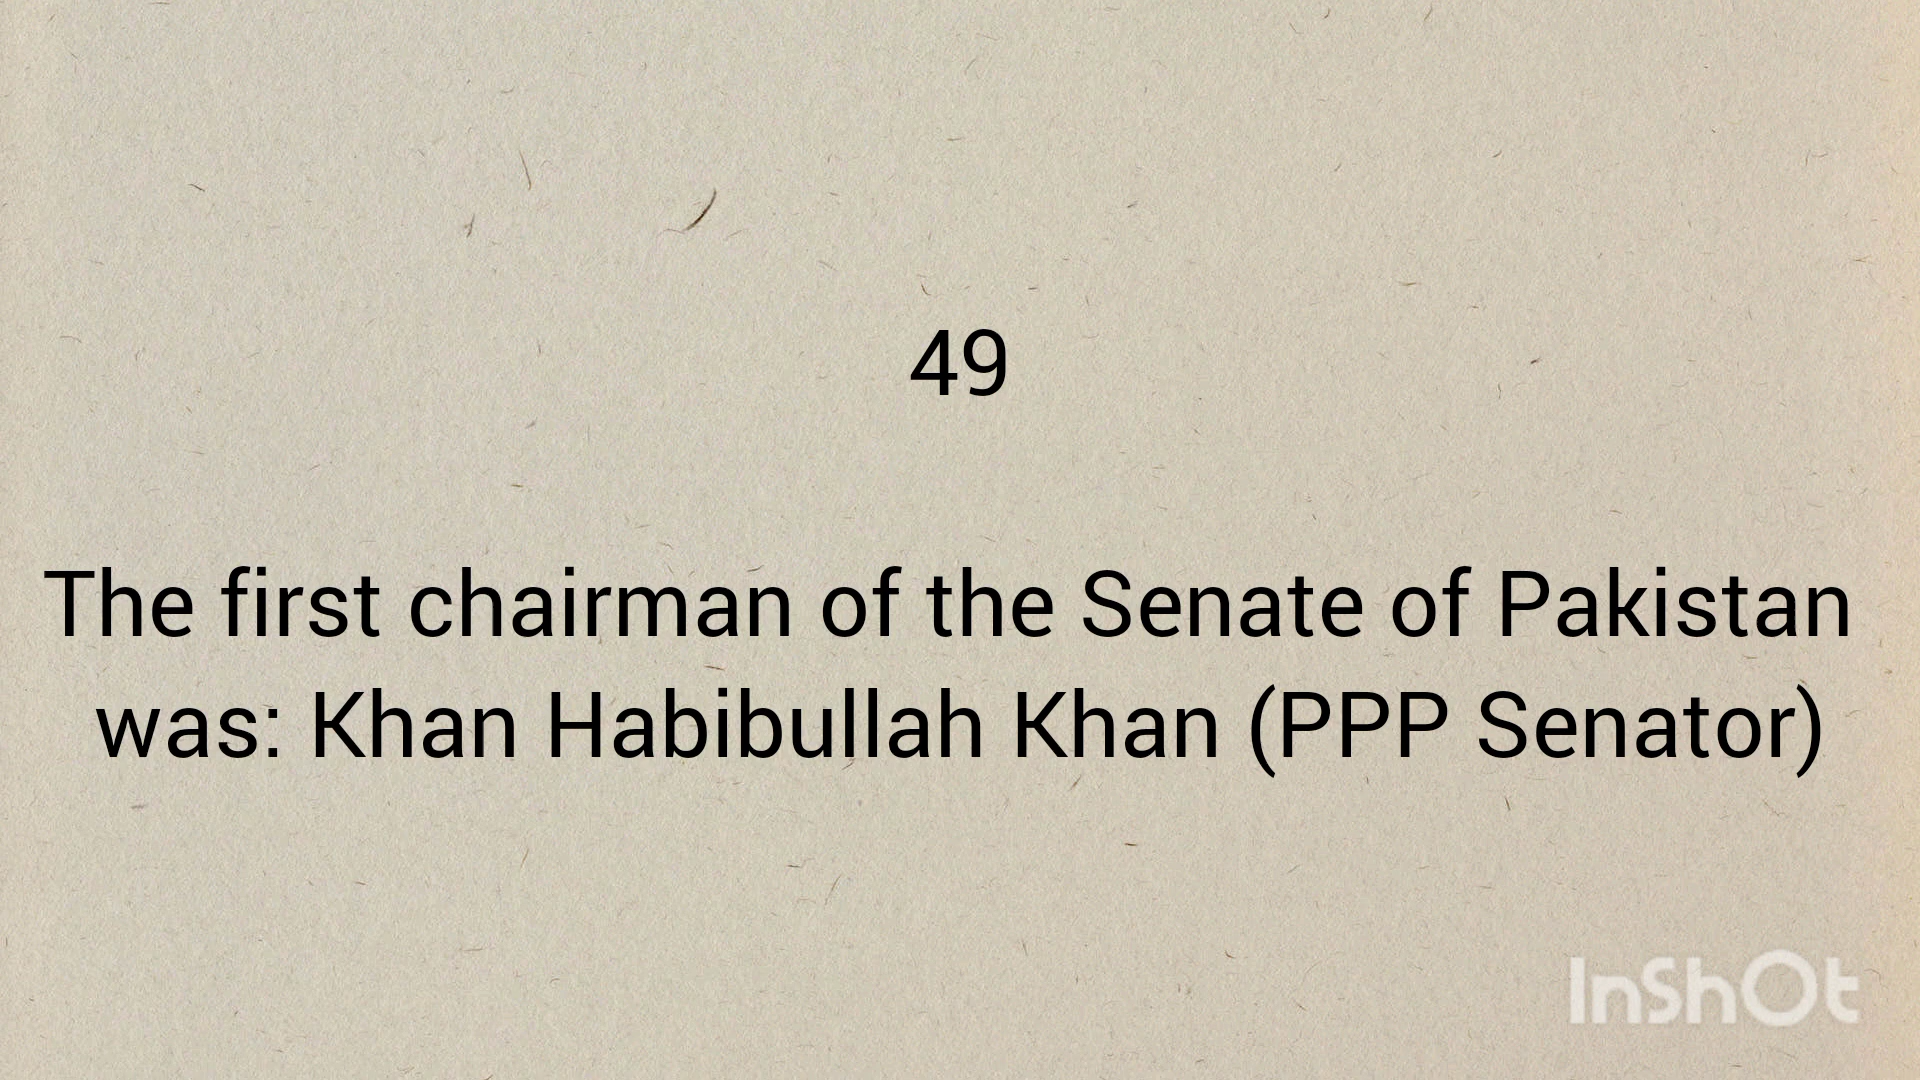 49
The first chairman of the Senate of Pakistan
was: Khan Habibullah Khan (PPP Senator)
InShOt